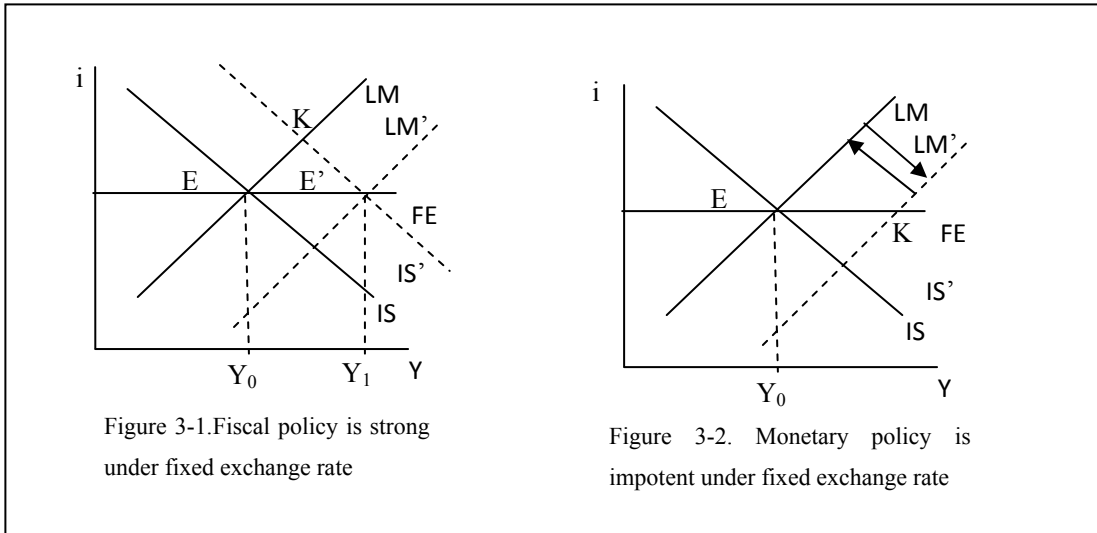 i
K
LM
LM’
E
E’
FE
IS’
IS
Y₀
Y₁
Y
Figure 3-1.Fiscal policy is strong
under fixed exchange rate
i
LM
LM’
E
K
FE
IS’
IS
Y₀
Y
Figure 3-2. Monetary policy is
impotent under fixed exchange rate